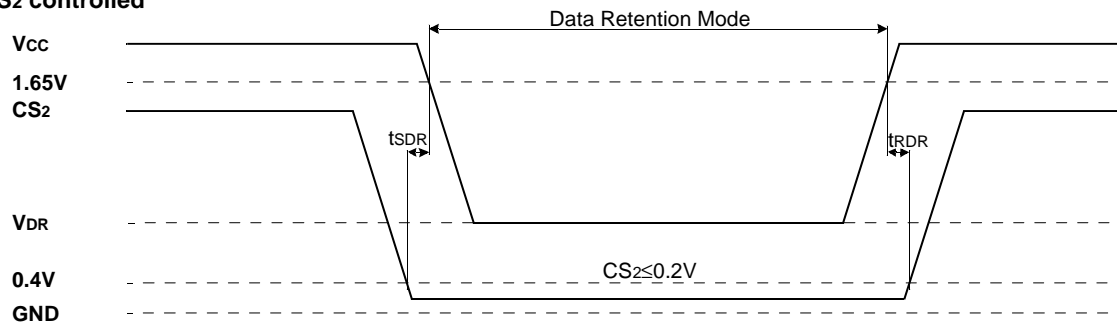 S2 controlled
Data Retention Mode
VCC
1.65V
CS2
tSDR
tRDR
VDR
CS2≤0.2V
0.4V
GND